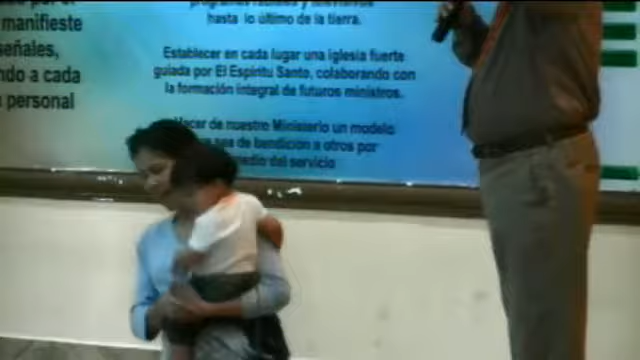 manifieste
señales,
ndo a cada
personal
hasta lo último de la tierra.
Establecer en cada lugar una iglesia fuerte
guiada por El Espíritu Santo, colaborando con
la formación integral de futuros ministros.
Hacer de nuestro Ministerio un modelo
sea de bendición a otros por
medio del servicio